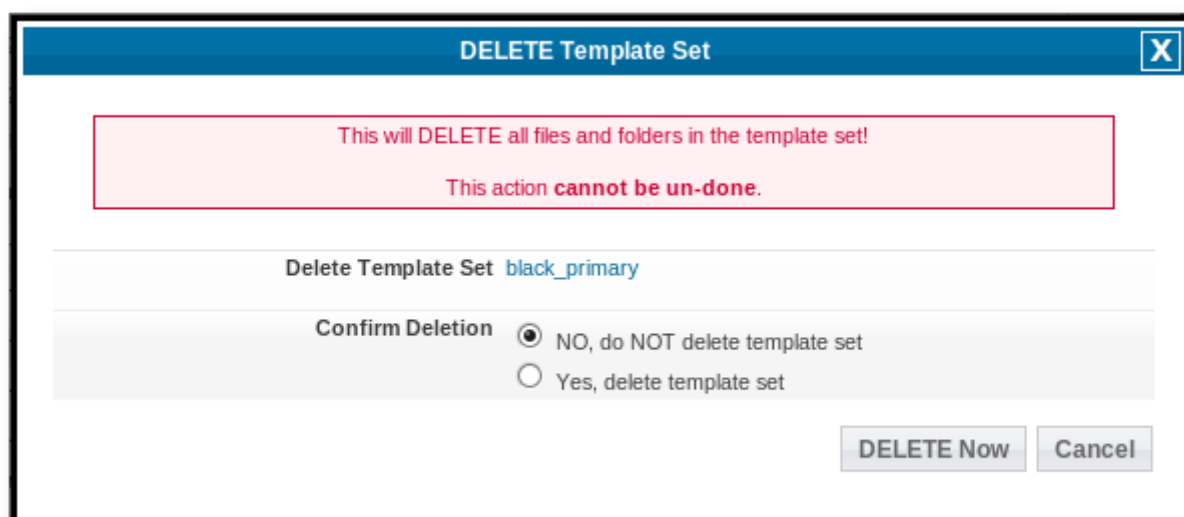 DELETE Template Set
X
This will DELETE all files and folders in the template set!
This action cannot be un-done.
Delete Template Set black_primary
Confirm Deletion
NO, do NOT delete template set
Yes, delete template set
DELETE Now Cancel